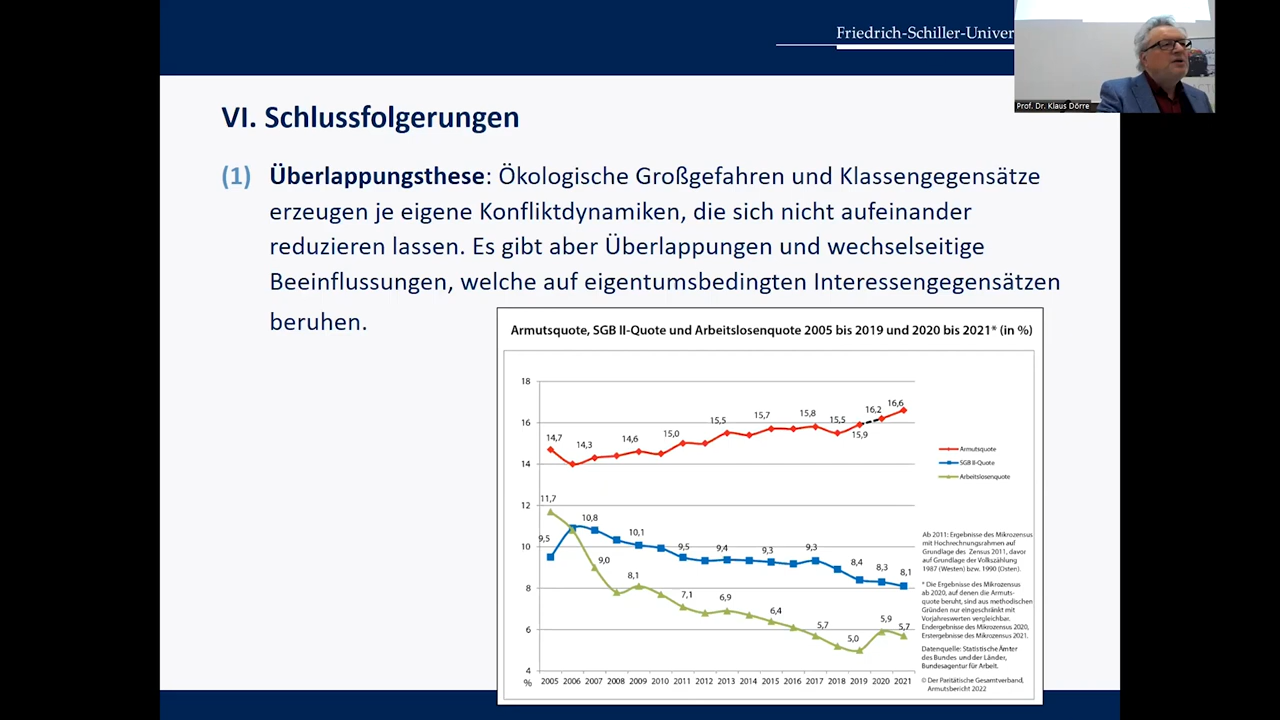 Friedrich-Schiller-Univer
Prof. Dr. Klaus Dörre
VI. Schlussfolgerungen
(1) Überlappungsthese: Ökologische Großgefahren und Klassengegensätze
erzeugen je eigene Konfliktdynamiken, die sich nicht aufeinander
reduzieren lassen. Es gibt aber Überlappungen und wechselseitige
Beeinflussungen, welche auf eigentumsbedingten Interessengegensätzen
beruhen.
Armutsquote, SGB II-Quote und Arbeitslosenquote 2005 bis 2019 und 2020 bis 2021* (in %)
18
16
14
12
10
8
6
4
%
14,7 14,3 14,6 15,0 15,5 15,7 15,8 15,5 15,9 16,2 16,6
9,5 10,8 10,1 9,5 9,4 9,3 9,3 8,4 8,3 8,1
11,7 9,0 8,1 7,1 6,9 6,4 5,7 5,0 5,9 5,7
2005 2006 2007 2008 2009 2010 2011 2012 2013 2014 2015 2016 2017 2018 2019 2020 2021
Armutsquote
SGB II-Quote
Arbeitslosenquote
Ab 2011: Ergebnisse des Mikrozensus
mit Hochrechnungsrahmen auf
Grundlage des Zensus 2011, davor
auf Grundlage der Volkszählung
1987 (Westen) bzw. 1990 (Osten).
* Die Ergebnisse des Mikrozensus
ab 2020, auf denen die Armuts-
quote beruht, sind aus methodischen
Gründen nur eingeschränkt mit
Vorjahreswerten vergleichbar,
Endergebnisse des Mikrozensus 2020,
Erstergebnisse des Mikrozensus 2021.
Datenquelle: Statistische Ämter
des Bundes und der Länder,
Bundesagentur für Arbeit.
© Der Paritätische Gesamtverband,
Armutsbericht 2022